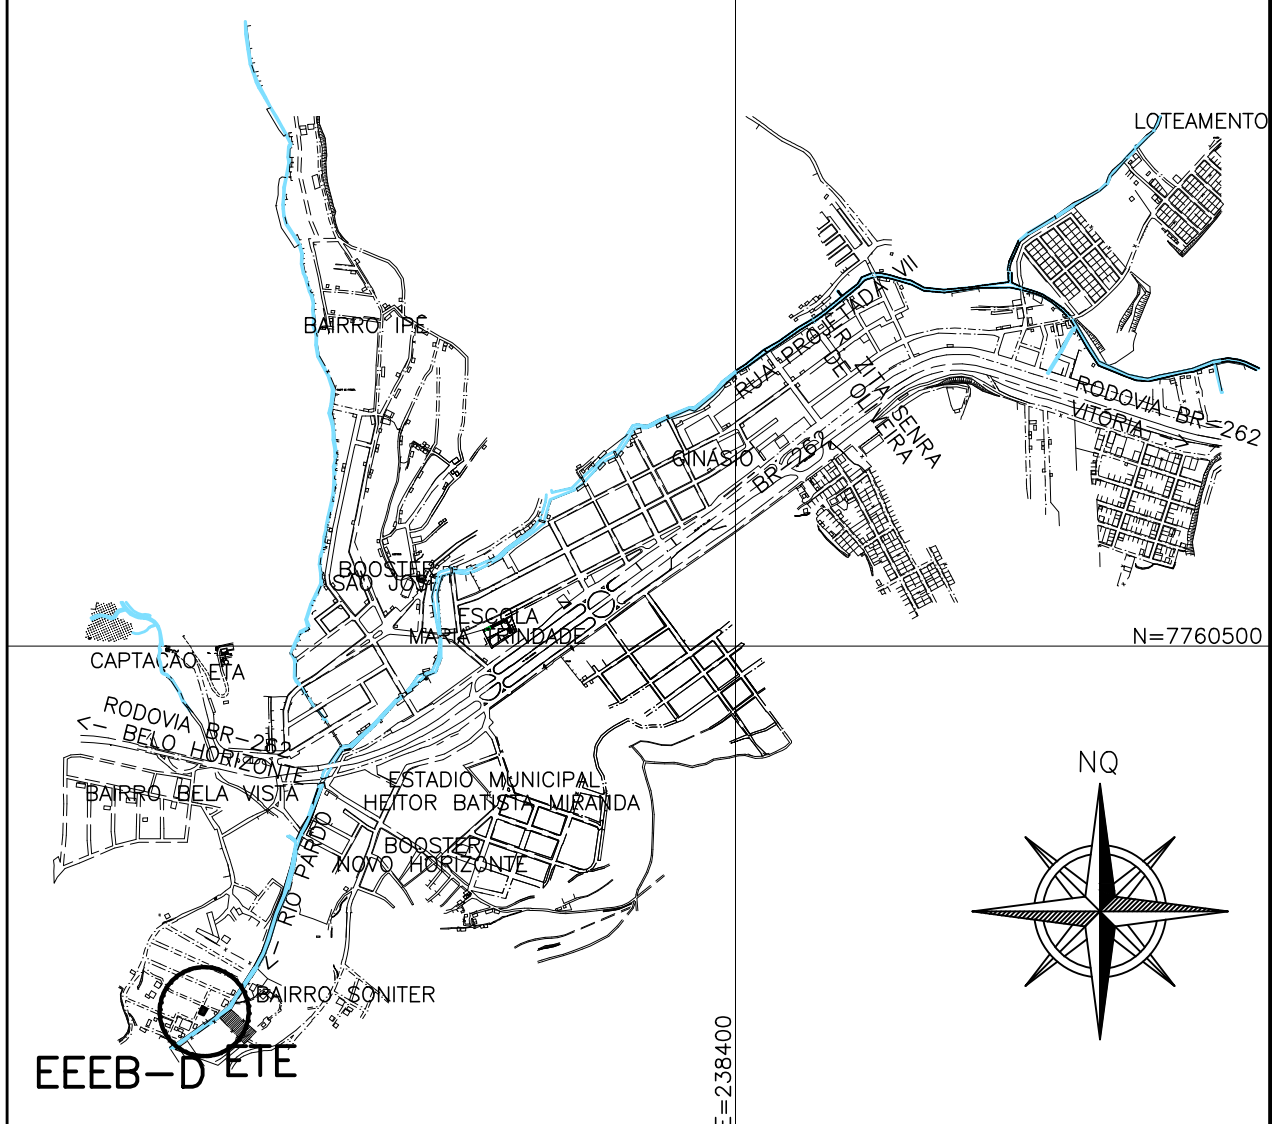 LOTEAMENTO
BAIRRO IPÊ
RUA PROJETADA VII
R. ZITA SENRA
DE OLIVEIRA
RODOVIA BR-262
VITÓRIA -->
GINÁSIO
BR-262
BOOSTER
SÃO JOSÉ
ESCOLA
MARIA TRINDADE
N=7760500
CAPTAÇÃO
ETA
RODOVIA BR-262
<-- BELO HORIZONTE
BAIRRO BELA VISTA
ESTADIO MUNICIPAL
HEITOR BATISTA MIRANDA
NQ
BOOSTER
NOVO HORIZONTE
<-- RIO PARDO
BAIRRO SONITER
EEEB-D
ETE
E=238400